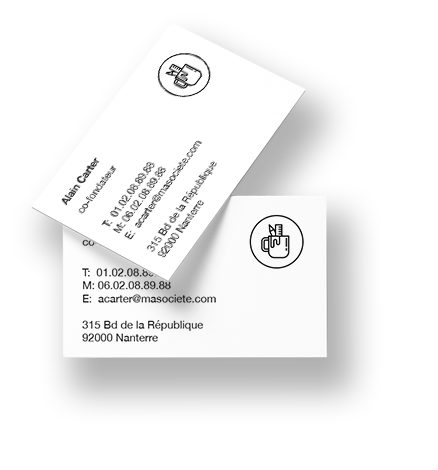 Alain Carter
co-fondateur
T: 01.02.08.89.88
M: 06.02.08.89.88
E: acarter@masociete.com
315 Bd de la République
92000 Nanterre
co
T: 01.02.08.89.
M: 06.02.08.89.88
E: acarter@masociete.com
315 Bd de la République
92000 Nanterre